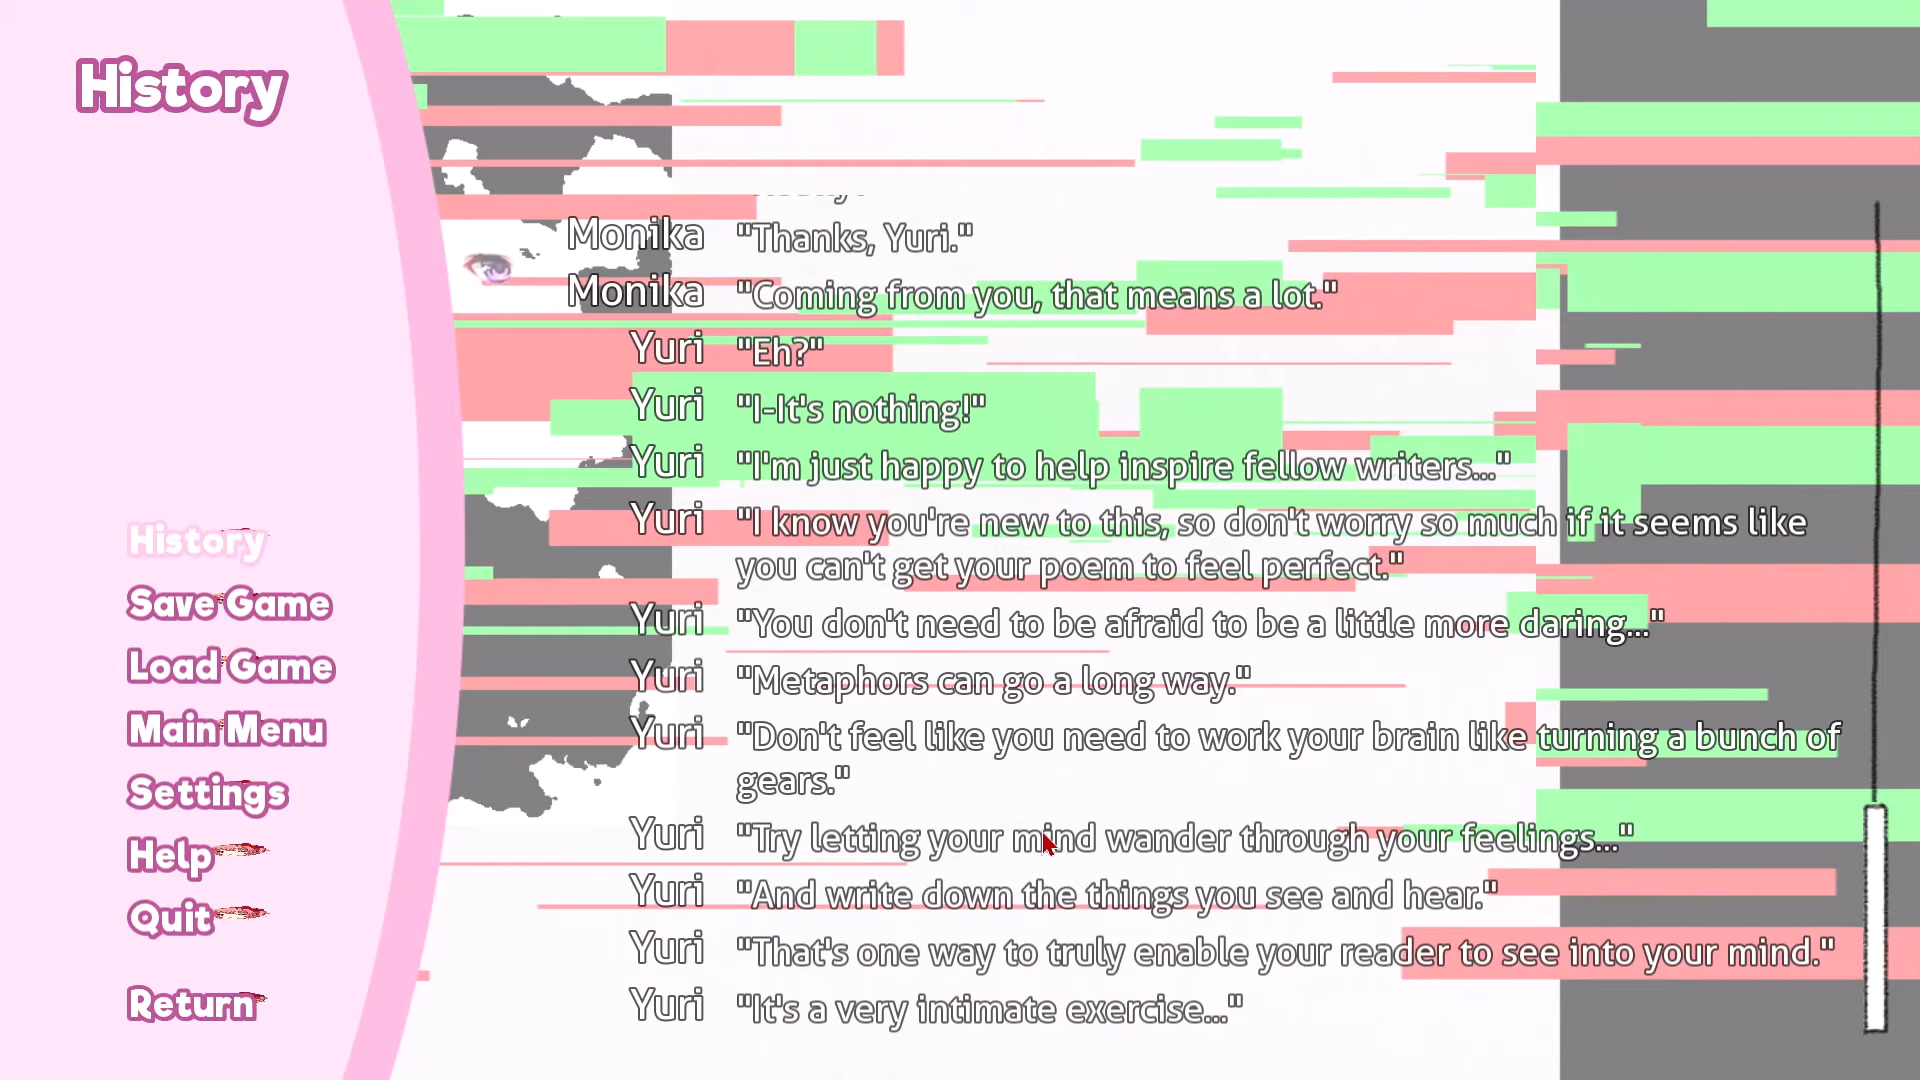 History
Monika "Thanks, Yuri."
Monika "Coming from you, that means a lot."
Yuri "Eh?"
Yuri "I-It's nothing!"
Yuri "I'm just happy to help inspire fellow writers..."
Yuri "I know you're new to this, so don't worry so much if it seems like
you can't get your poem to feel perfect."
Yuri "You don't need to be afraid to be a little more daring..."
Yuri "Metaphors can go a long way."
Yuri "Don't feel like you need to work your brain like turning a bunch of
gears."
Yuri "Try letting your mind wander through your feelings..."
Yuri "And write down the things you see and hear."
Yuri "That's one way to truly enable your reader to see into your mind."
Yuri "It's a very intimate exercise..."
History
Save Game
Load Game
Main Menu
Settings
Help
Quit
Return